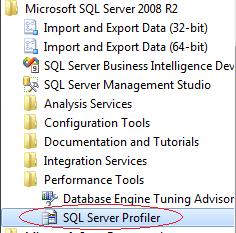 Microsoft SQL Server 2008 R2
Import and Export Data (32-bit)
Import and Export Data (64-bit)
SQL Server Business Intelligence Dev
SQL Server Management Studio
Analysis Services
Configuration Tools
Documentation and Tutorials
Integration Services
Performance Tools
Database Engine Tuning Advisor
SQL Server Profiler